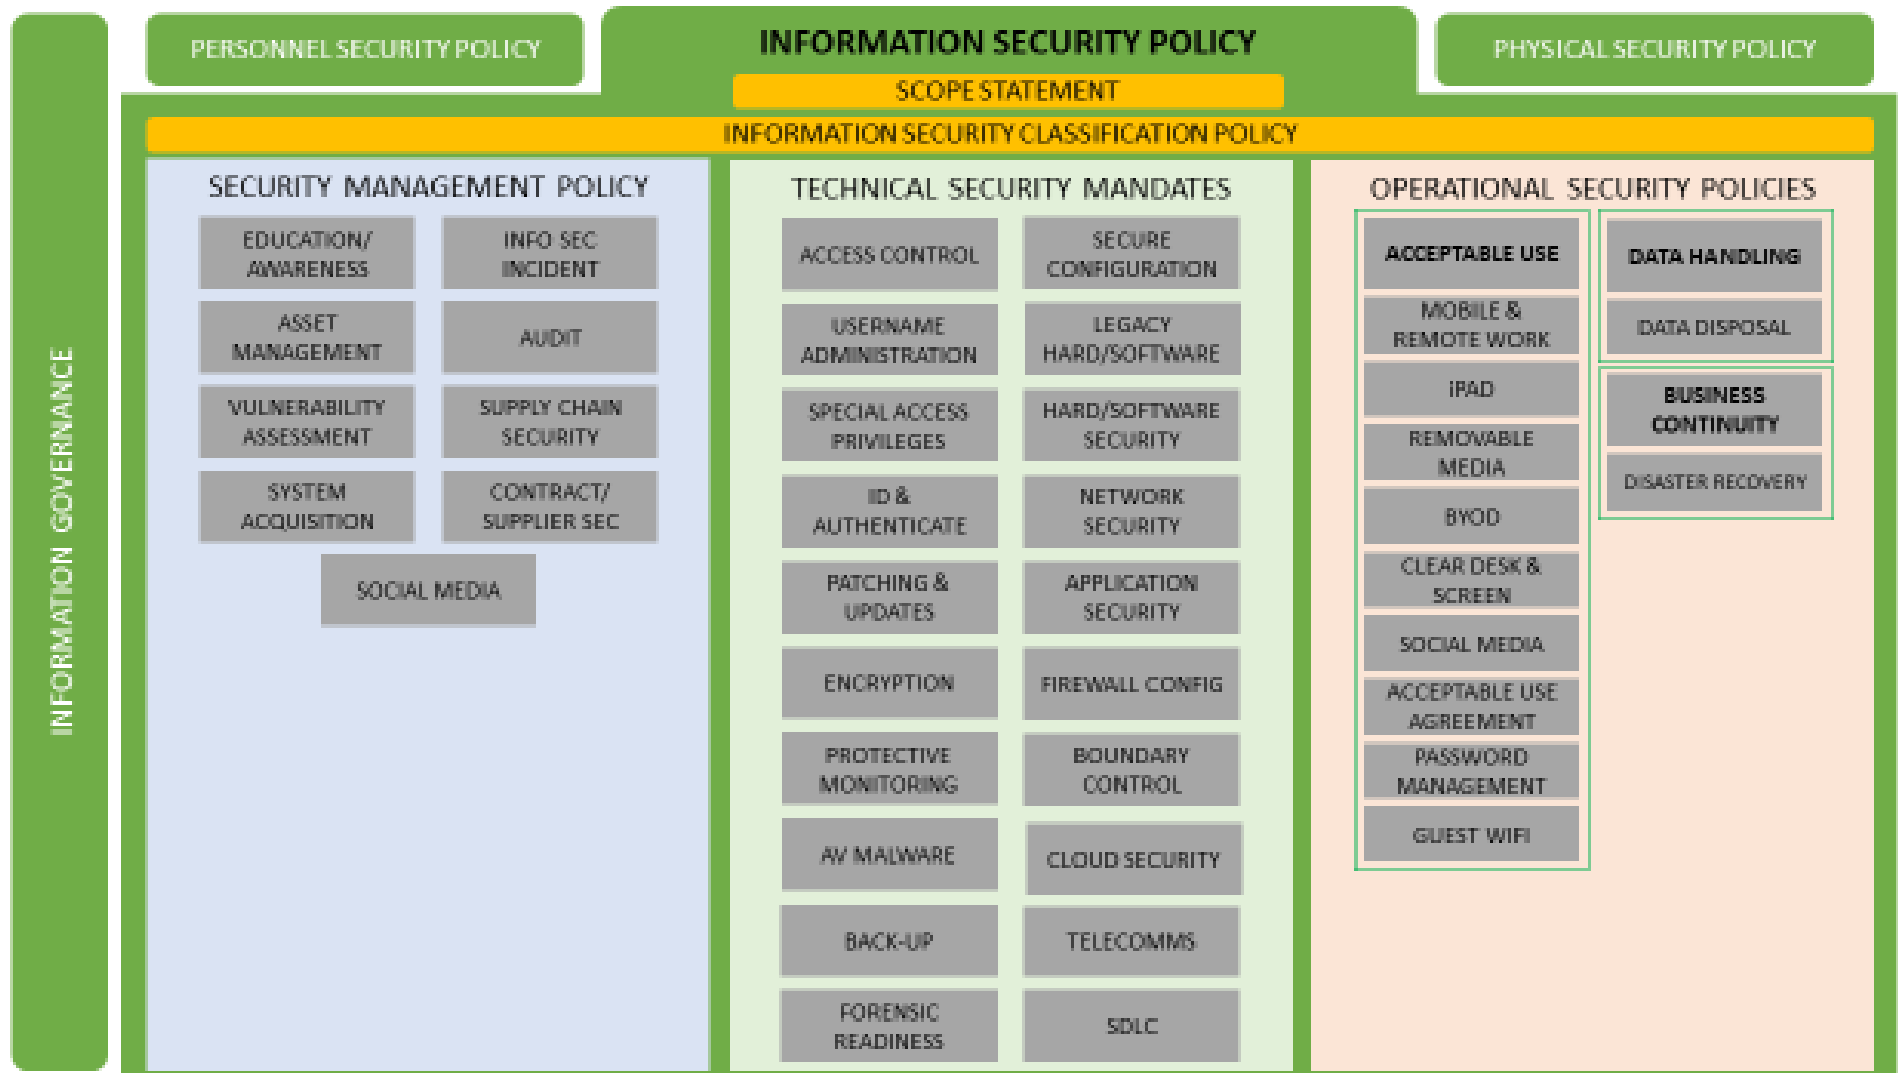 INFORMATION GOVERNANCE
PERSONNEL SECURITY POLICY
INFORMATION SECURITY POLICY
PHYSICAL SECURITY POLICY
SCOPE STATEMENT
INFORMATION SECURITY CLASSIFICATION POLICY
SECURITY MANAGEMENT POLICY
EDUCATION/
AWARENESS
INFO SEC
INCIDENT
ASSET
MANAGEMENT
AUDIT
VULNERABILITY
ASSESSMENT
SUPPLY CHAIN
SECURITY
SYSTEM
ACQUISITION
CONTRACT/
SUPPLIER SEC
SOCIAL MEDIA
TECHNICAL SECURITY MANDATES
ACCESS CONTROL
SECURE
CONFIGURATION
USERNAME
ADMINISTRATION
LEGACY
HARD/SOFTWARE
SPECIAL ACCESS
PRIVILEGES
HARD/SOFTWARE
SECURITY
ID &
AUTHENTICATE
NETWORK
SECURITY
PATCHING &
UPDATES
APPLICATION
SECURITY
ENCRYPTION
FIREWALL CONFIG
PROTECTIVE
MONITORING
BOUNDARY
CONTROL
AV MALWARE
CLOUD SECURITY
BACK-UP
TELECOMMS
FORENSIC
READINESS
SDLC
OPERATIONAL SECURITY POLICIES
ACCEPTABLE USE
MOBILE &
REMOTE WORK
iPAD
REMOVABLE
MEDIA
BYOD
CLEAR DESK &
SCREEN
SOCIAL MEDIA
ACCEPTABLE USE
AGREEMENT
PASSWORD
MANAGEMENT
GUEST WIFI
DATA HANDLING
DATA DISPOSAL
BUSINESS
CONTINUITY
DISASTER RECOVERY